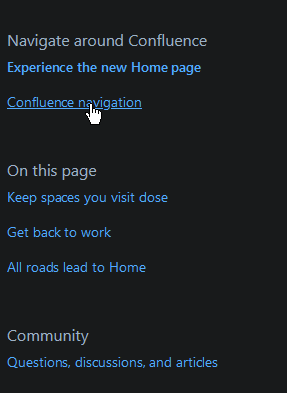 Navigate around Confluence
Experience the new Home page
Confluence navigation
On this page
Keep spaces you visit dose
Get back to work
All roads lead to Home
Community
Questions, discussions, and articles